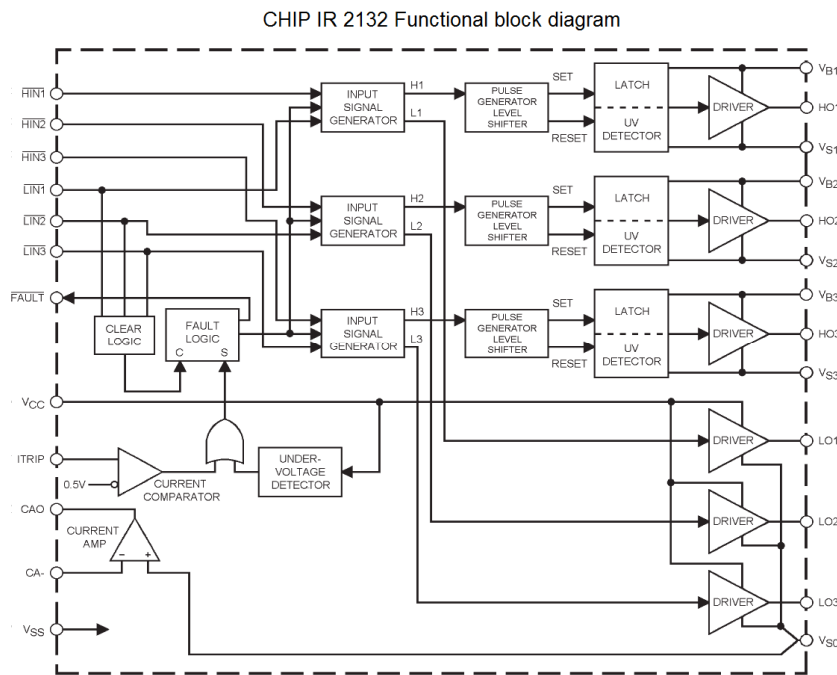 CHIP IR 2132 Functional block diagram
HIN1
HIN2
HIN3
LIN1
LIN2
LIN3
FAULT
VCC
ITRIP
0.5V
CAO
CA-
VSS
CLEAR
LOGIC
FAULT
LOGIC
C
S
CURRENT
COMPARATOR
CURRENT
AMP
−
+
UNDER-
VOLTAGE
DETECTOR
INPUT
SIGNAL
GENERATOR
H1
L1
PULSE
GENERATOR
LEVEL
SHIFTER
SET
RESET
LATCH
UV
DETECTOR
DRIVER
VB1
HO1
VS1
INPUT
SIGNAL
GENERATOR
H2
L2
PULSE
GENERATOR
LEVEL
SHIFTER
SET
RESET
LATCH
UV
DETECTOR
DRIVER
VB2
HO2
VS2
INPUT
SIGNAL
GENERATOR
H3
L3
PULSE
GENERATOR
LEVEL
SHIFTER
SET
RESET
LATCH
UV
DETECTOR
DRIVER
VB3
HO3
VS3
DRIVER
LO1
DRIVER
LO2
DRIVER
LO3
VS0